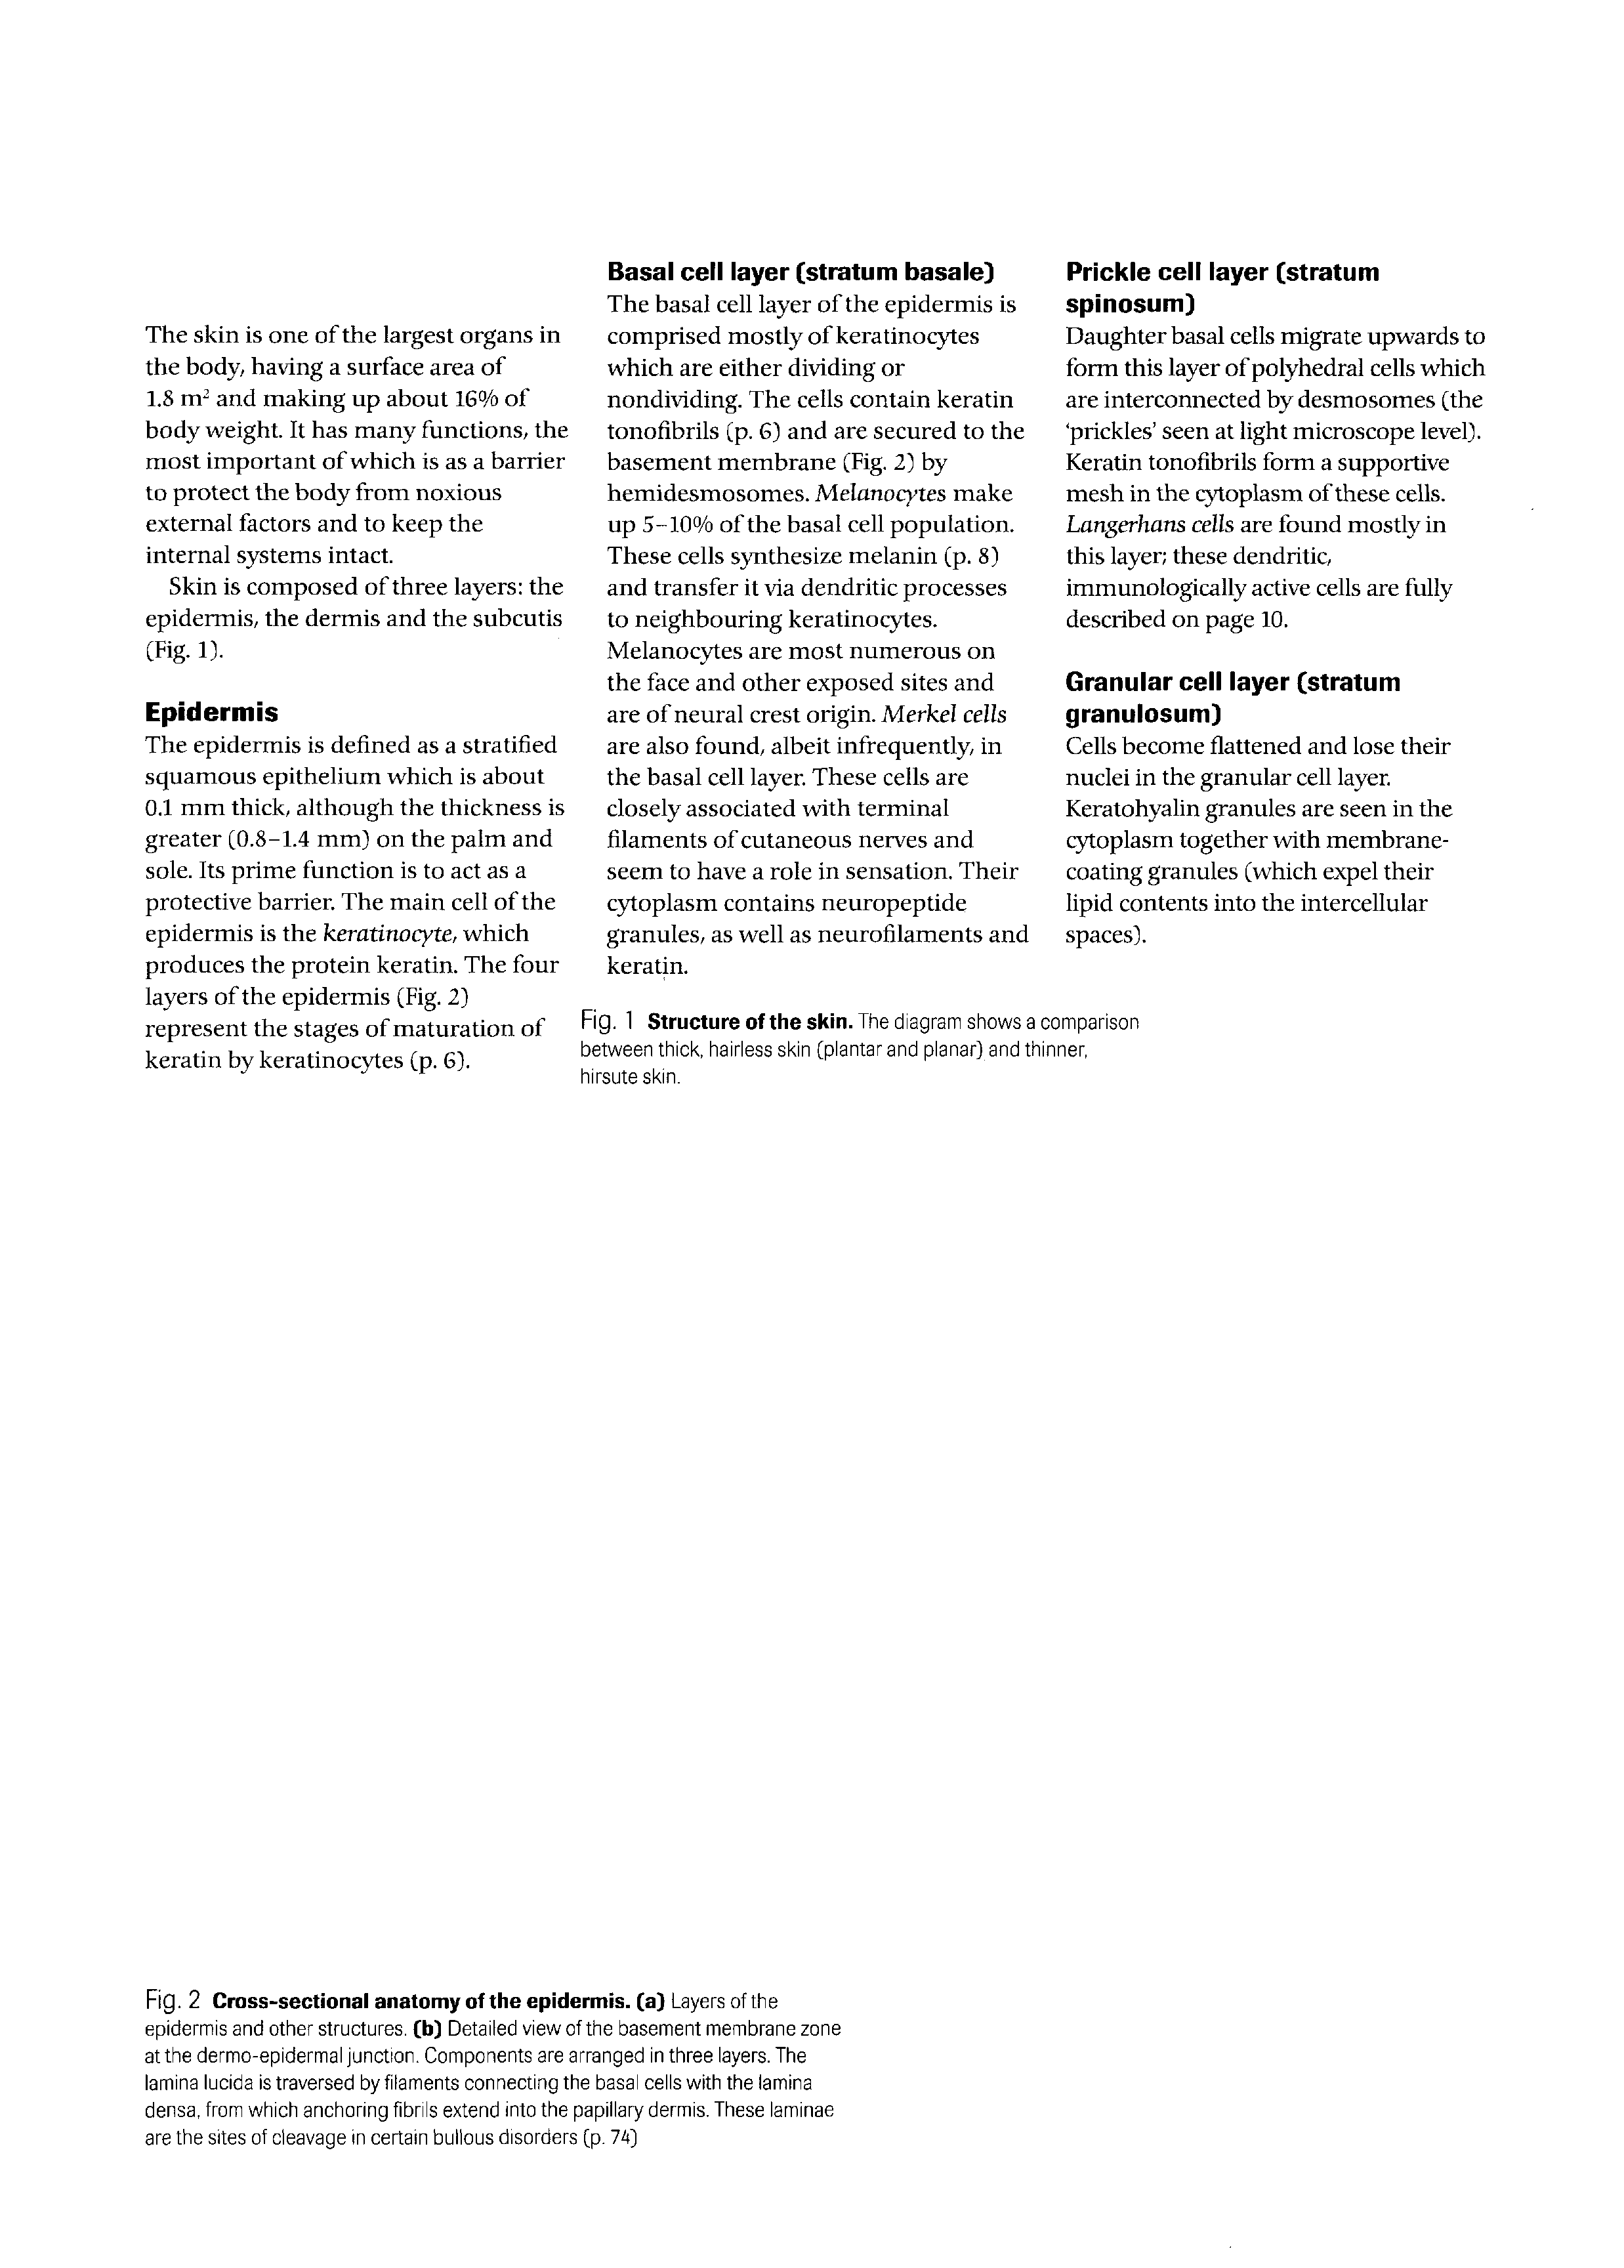 The skin is one of the largest organs in
the body, having a surface area of
1.8 m² and making up about 16% of
body weight. It has many functions, the
most important of which is as a barrier
to protect the body from noxious
external factors and to keep the
internal systems intact.
Skin is composed of three layers: the
epidermis, the dermis and the subcutis
(Fig. 1).
Epidermis
The epidermis is defined as a stratified
squamous epithelium which is about
0.1 mm thick, although the thickness is
greater (0.8–1.4 mm) on the palm and
sole. Its prime function is to act as a
protective barrier. The main cell of the
epidermis is the keratinocyte, which
produces the protein keratin. The four
layers of the epidermis (Fig. 2)
represent the stages of maturation of
keratin by keratinocytes (p. 6).
Basal cell layer (stratum basale)
The basal cell layer of the epidermis is
comprised mostly of keratinocytes
which are either dividing or
nondividing. The cells contain keratin
tonofibrils (p. 6) and are secured to the
basement membrane (Fig. 2) by
hemidesmosomes. Melanocytes make
up 5–10% of the basal cell population.
These cells synthesize melanin (p. 8)
and transfer it via dendritic processes
to neighbouring keratinocytes.
Melanocytes are most numerous on
the face and other exposed sites and
are of neural crest origin. Merkel cells
are also found, albeit infrequently, in
the basal cell layer. These cells are
closely associated with terminal
filaments of cutaneous nerves and
seem to have a role in sensation. Their
cytoplasm contains neuropeptide
granules, as well as neurofilaments and
keratin.
Prickle cell layer (stratum
spinosum)
Daughter basal cells migrate upwards to
form this layer of polyhedral cells which
are interconnected by desmosomes (the
‘prickles’ seen at light microscope level).
Keratin tonofibrils form a supportive
mesh in the cytoplasm of these cells.
Langerhans cells are found mostly in
this layer; these dendritic,
immunologically active cells are fully
described on page 10.
Granular cell layer (stratum
granulosum)
Cells become flattened and lose their
nuclei in the granular cell layer.
Keratohyalin granules are seen in the
cytoplasm together with membrane-
coating granules (which expel their
lipid contents into the intercellular
spaces).
Fig. 1 Structure of the skin. The diagram shows a comparison
between thick, hairless skin (plantar and planar) and thinner,
hirsute skin.
Fig. 2 Cross-sectional anatomy of the epidermis. (a) Layers of the
epidermis and other structures. (b) Detailed view of the basement membrane zone
at the dermo-epidermal junction. Components are arranged in three layers. The
lamina lucida is traversed by filaments connecting the basal cells with the lamina
densa, from which anchoring fibrils extend into the papillary dermis. These laminae
are the sites of cleavage in certain bullous disorders (p. 74)